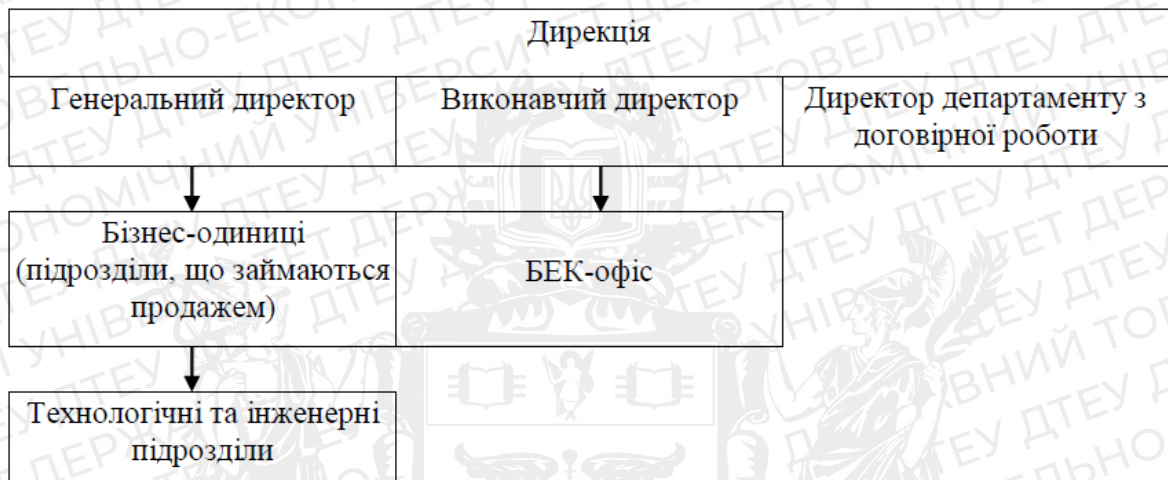 Дирекція
Генеральний директор
Виконавчий директор
Директор департаменту з
договірної роботи
Бізнес-одиниці
(підрозділи, що займаються
продажем)
БЕК-офіс
Технологічні та інженерні
підрозділи